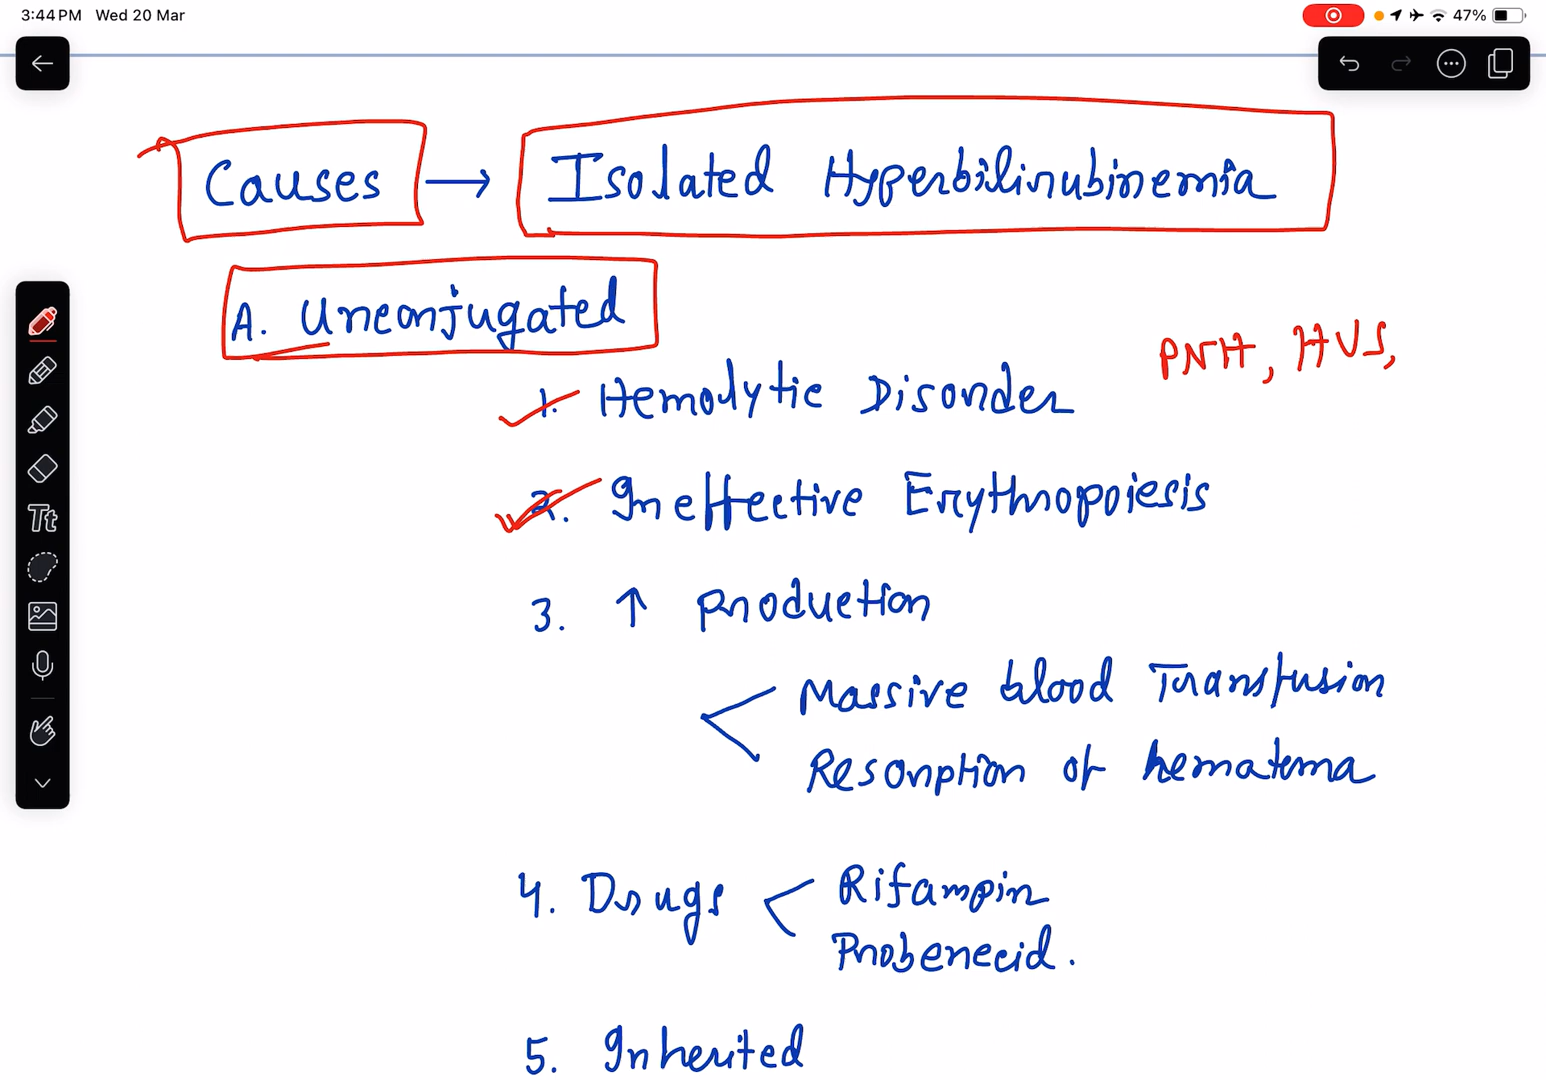 3:44 PM Wed 20 Mar
47%
Causes → Isolated Hyperbilirubinemia
A. Unconjugated
PNH, HUS,
1. Hemolytic Disorder
2. Ineffective Erythropoiesis
3. ↑ Production
Massive blood Transfusion
Resorption of hematoma
4. Drugs < Rifampin
Probenecid.
5. Inherited
Tt